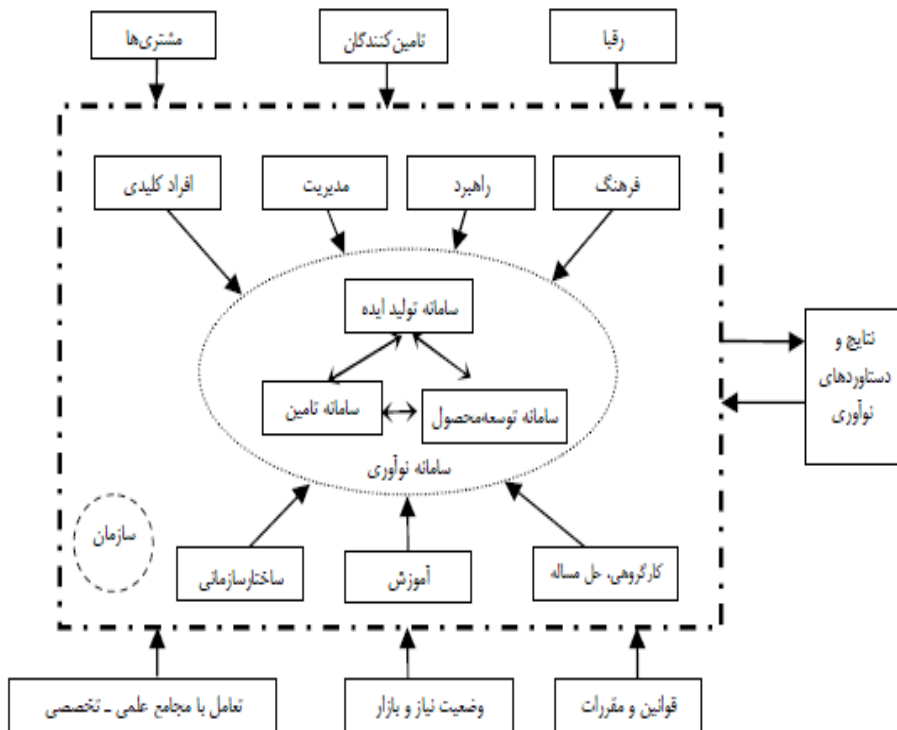 رقبا
تامین‌کنندگان
مشتری‌ها
فرهنگ
راهبرد
مدیریت
افراد کلیدی
سامانه تولید ایده
سامانه توسعه‌محصول
سامانه تامین
سامانه نوآوری
نتایج و
دستاوردهای
نوآوری
سازمان
کارگروهی، حل مساله
آموزش
ساختارسازمانی
قوانین و مقررات
وضعیت نیاز و بازار
تعامل با مجامع علمی ـ تخصصی